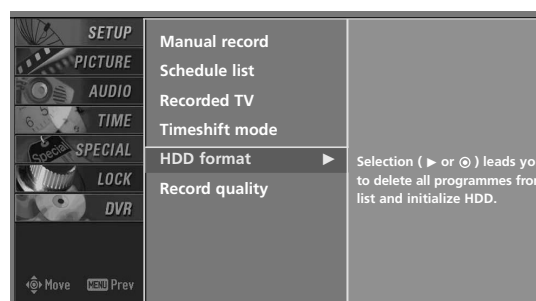 SETUP
PICTURE
AUDIO
TIME
SPECIAL
LOCK
DVR
Move MENU Prev
Manual record
Schedule list
Recorded TV
Timeshift mode
HDD format ▶
Record quality
Selection ( ▶ or ⊙ ) leads yo
to delete all programmes fro
list and initialize HDD.